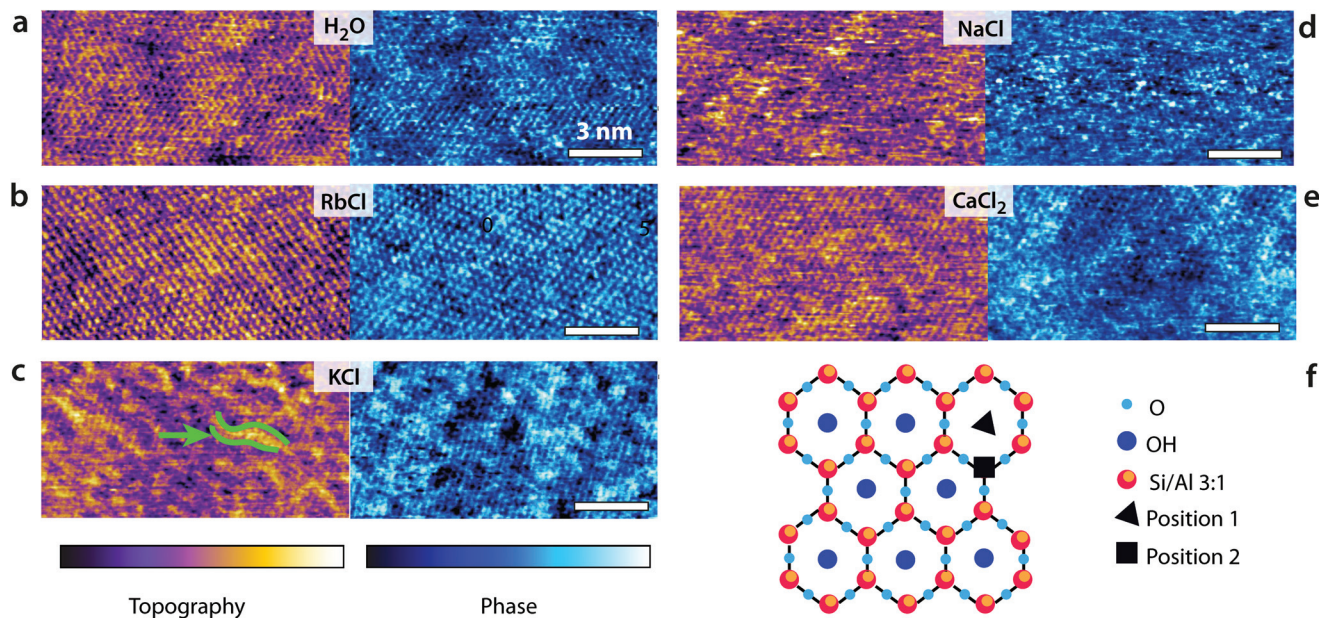 a
H₂O
3 nm
b
RbCl
0
5
c
KCl
Topography
Phase
NaCl
d
CaCl₂
e
f
O
OH
Si/Al 3:1
Position 1
Position 2